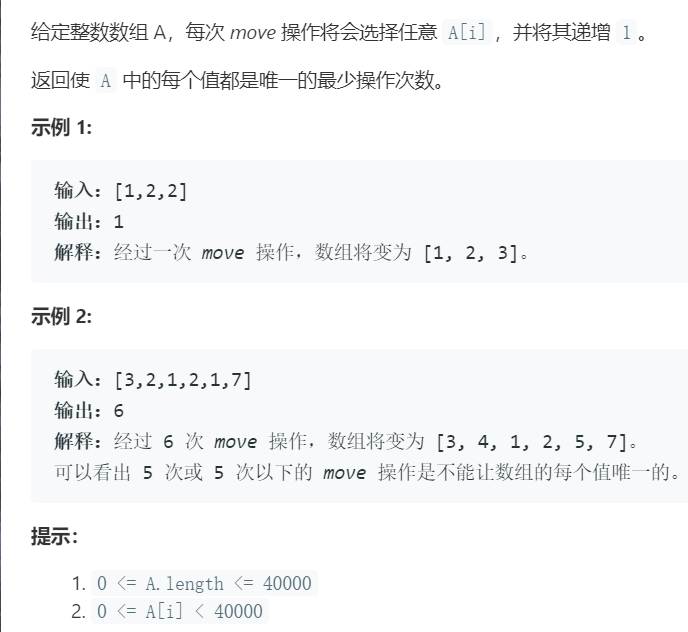 给定整数数组 A，每次 move 操作将会选择任意 A[i]，并将其递增 1。
返回使 A 中的每个值都是唯一的最少操作次数。
示例 1:
输入：[1,2,2]
输出：1
解释：经过一次 move 操作，数组将变为 [1, 2, 3]。
示例 2:
输入：[3,2,1,2,1,7]
输出：6
解释：经过 6 次 move 操作，数组将变为 [3, 4, 1, 2, 5, 7]。
可以看出 5 次或 5 次以下的 move 操作是不能让数组的每个值唯一的。
提示：
1. 0 <= A.length <= 40000
2. 0 <= A[i] < 40000